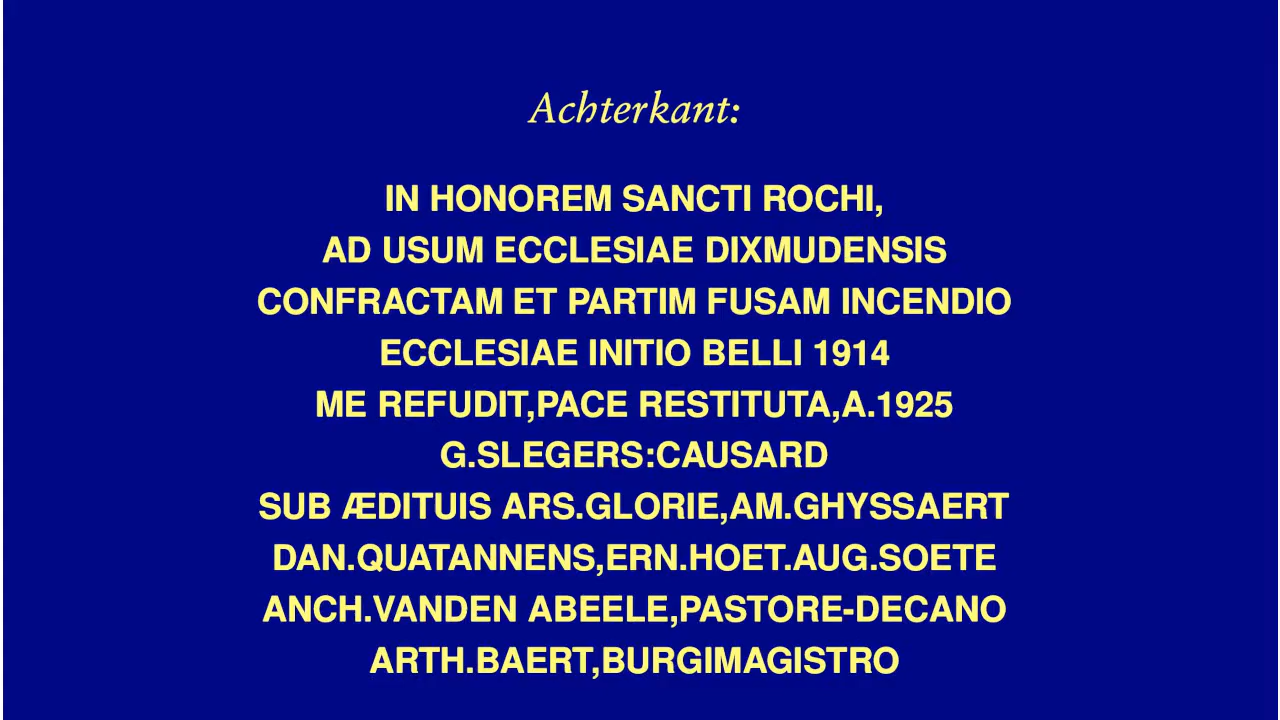 Achterkant:
IN HONOREM SANCTI ROCHI,
AD USUM ECCLESIAE DIXMUDENSIS
CONFRACTAM ET PARTIM FUSAM INCENDIO
ECCLESIAE INITIO BELLI 1914
ME REFUDIT,PACE RESTITUTA,A.1925
G.SLEGERS:CAUSARD
SUB ÆDITUIS ARS.GLORIE,AM.GHYSSAERT
DAN.QUATANNENS,ERN.HOET.AUG.SOETE
ANCH.VANDEN ABEELE,PASTORE-DECANO
ARTH.BAERT,BURGIMAGISTRO